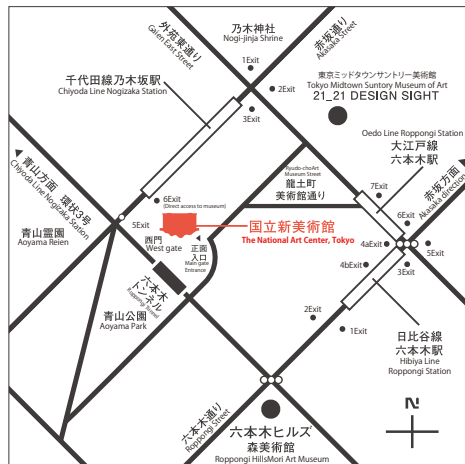 外苑東通り
Gaien East Street
乃木神社
Nogi-jinja Shrine
赤坂通り
Akasaka Street
1Exit
2Exit
3Exit
千代田線乃木坂駅
Chiyoda Line Nogizaka Station
東京ミッドタウンサントリー美術館
Tokyo Midtown Suntory Museum of Art
21_21 DESIGN SIGHT
Oedo Line Roppongi Station
大江戸線
六本木駅
Ryudo-choArt
Museum Street
龍土町
美術館通り
青山方面 環状3号
Chiyoda Line Nogizaka Station
7Exit
6Exit
赤坂方面
Akasaka direction
6Exit
(Direct access to museum)
5Exit
国立新美術館
The National Art Center, Tokyo
西門
West gate
正面
入口
Main gate
Entrance
青山霊園
Aoyama Reien
4aExit
5Exit
4bExit
3Exit
六本木
トンネル
Roppongi Tunnel
青山公園
Aoyama Park
2Exit
1Exit
日比谷線
六本木駅
Hibiya Line
Roppongi Station
六本木通り
Roppongi Street
六本木ヒルズ
森美術館
Roppongi HillsMori Art Museum
N